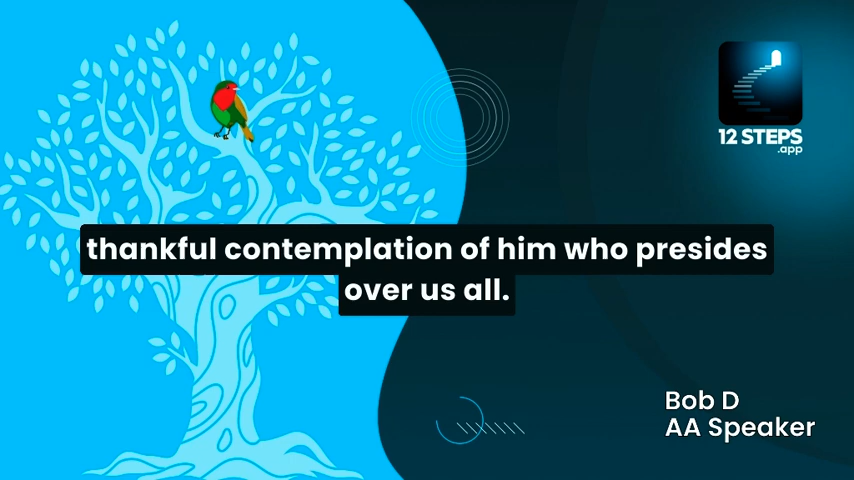 12 STEPS
.app
thankful contemplation of him who presides
over us all.
Bob D
AA Speaker